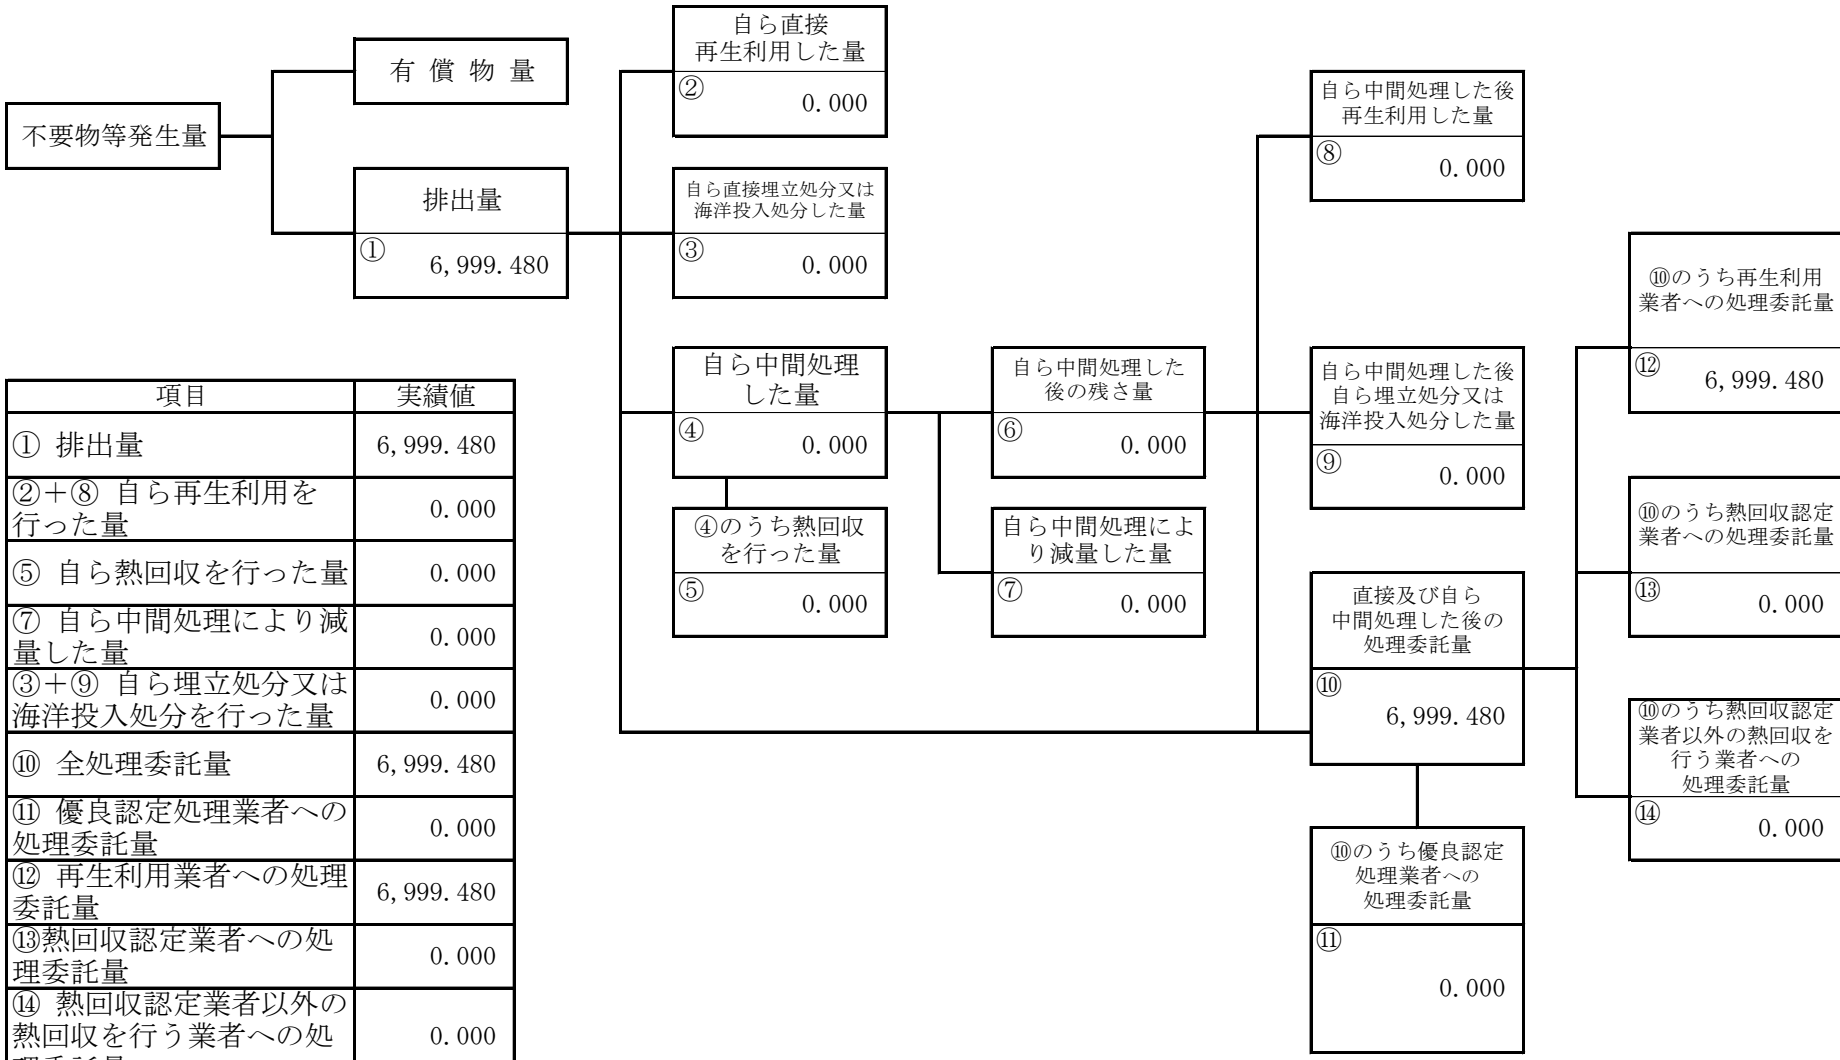 不要物等発生量
有 償 物 量
排出量
①
6,999.480
自ら直接
再生利用した量
②
0.000
自ら直接埋立処分又は
海洋投入処分した量
③
0.000
自ら中間処理
した量
④
0.000
④のうち熱回収
を行った量
⑤
0.000
自ら中間処理した
後の残さ量
⑥
0.000
自ら中間処理によ
り減量した量
⑦
0.000
自ら中間処理した後
再生利用した量
⑧
0.000
自ら中間処理した後
自ら埋立処分又は
海洋投入処分した量
⑨
0.000
直接及び自ら
中間処理した後の
処理委託量
⑩
6,999.480
⑩のうち優良認定
処理業者への
処理委託量
⑪
0.000
⑩のうち再生利用
業者への処理委託量
⑫
6,999.480
⑩のうち熱回収認定
業者への処理委託量
⑬
0.000
⑩のうち熱回収認定
業者以外の熱回収を
行う業者への
処理委託量
⑭
0.000
項目 実績値
① 排出量 6,999.480
②+⑧ 自ら再生利用を
行った量
0.000
⑤ 自ら熱回収を行った量 0.000
⑦ 自ら中間処理により減
量した量
0.000
③+⑨ 自ら埋立処分又は
海洋投入処分を行った量
0.000
⑩ 全処理委託量 6,999.480
⑪ 優良認定処理業者への
処理委託量
0.000
⑫ 再生利用業者への処理
委託量
6,999.480
⑬熱回収認定業者への処
理委託量
0.000
⑭ 熱回収認定業者以外の
熱回収を行う業者への処
0.000